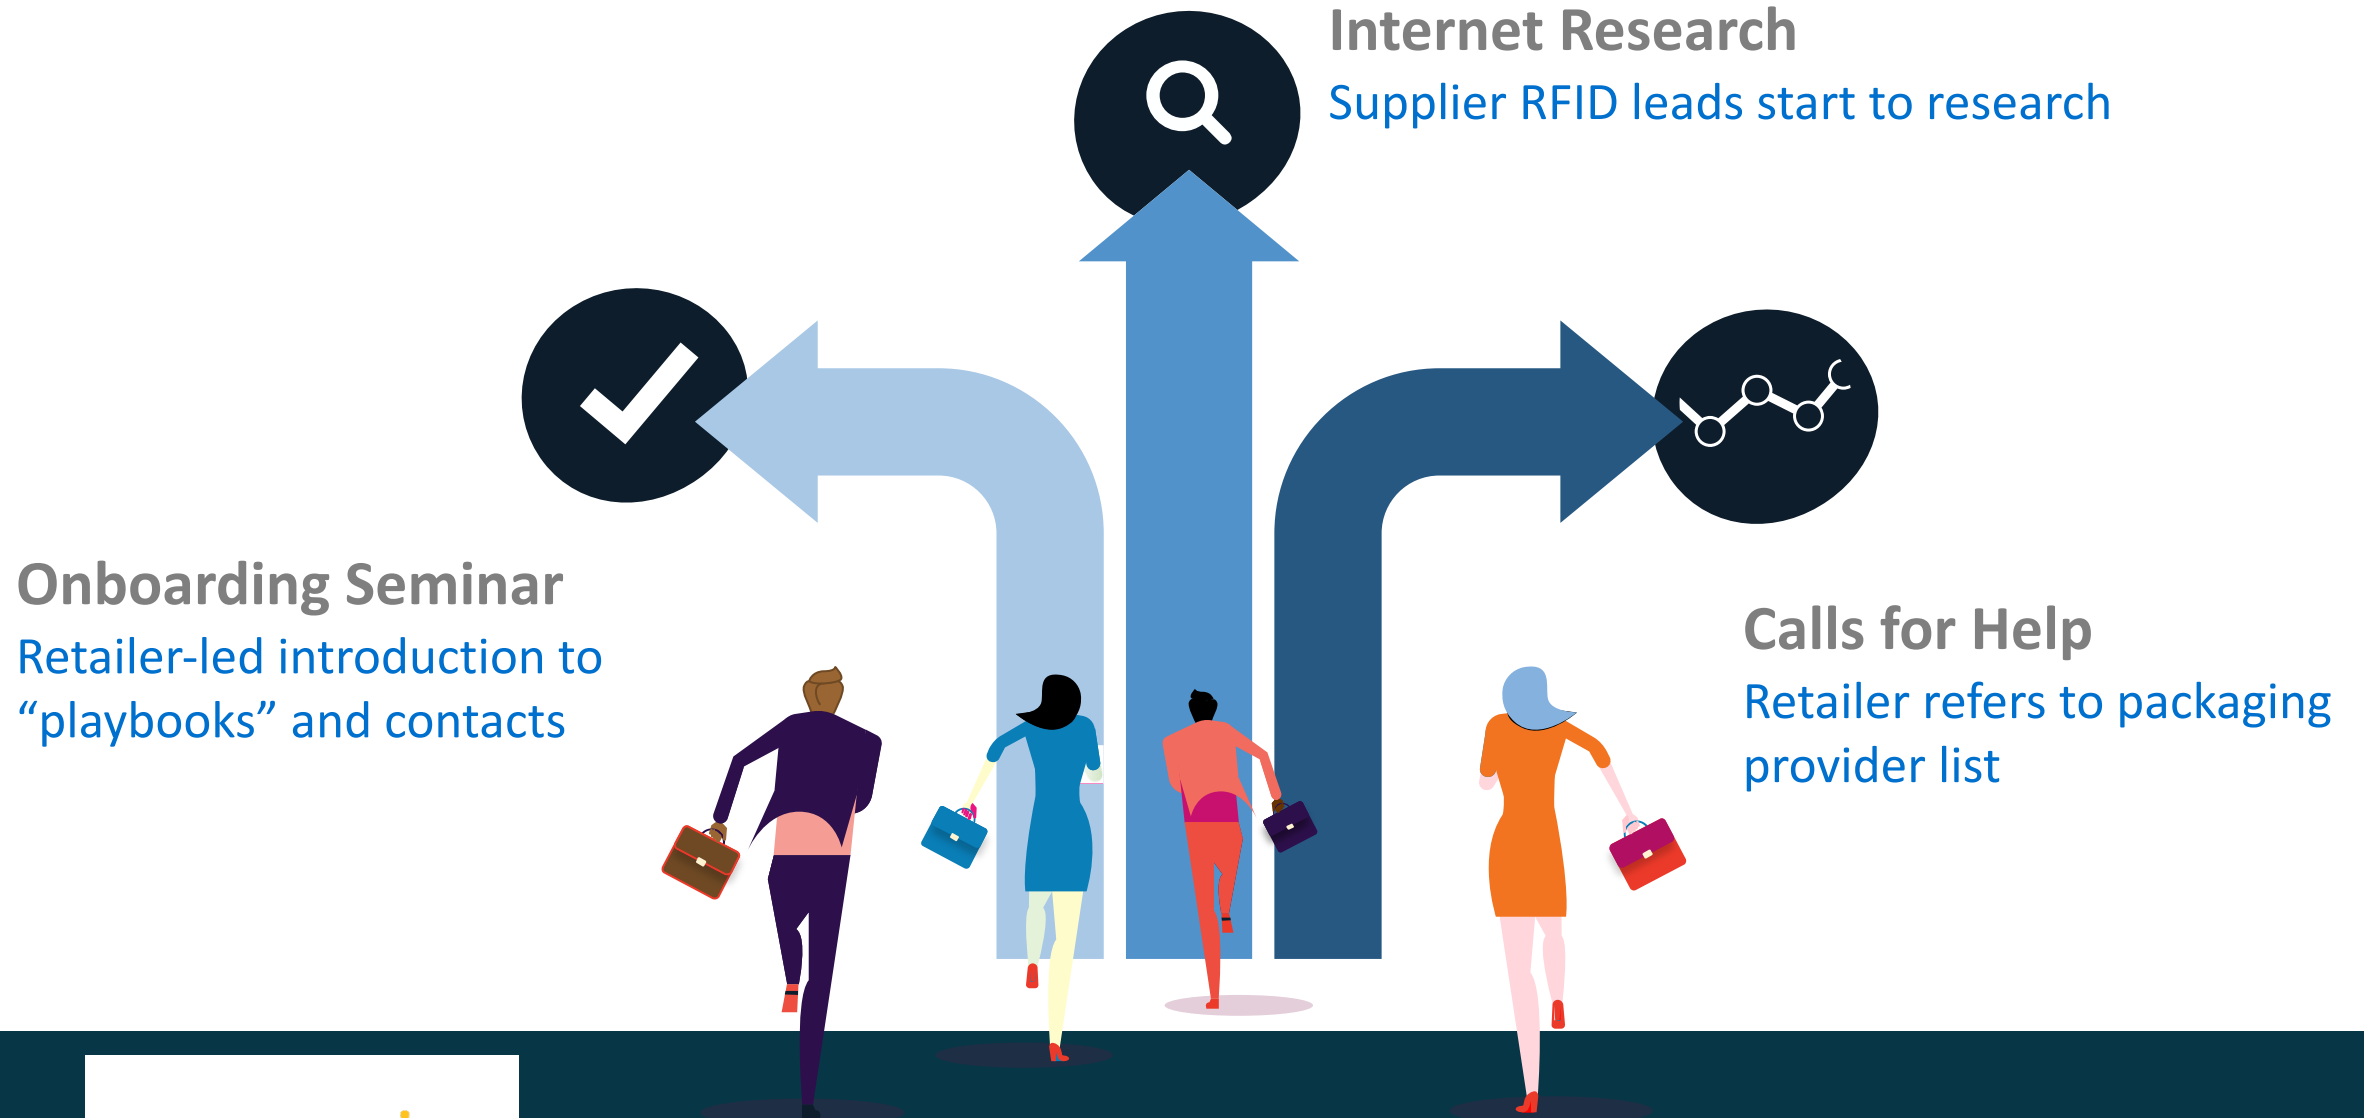 Internet Research
Supplier RFID leads start to research
Onboarding Seminar
Retailer-led introduction to
“playbooks” and contacts
Calls for Help
Retailer refers to packaging
provider list